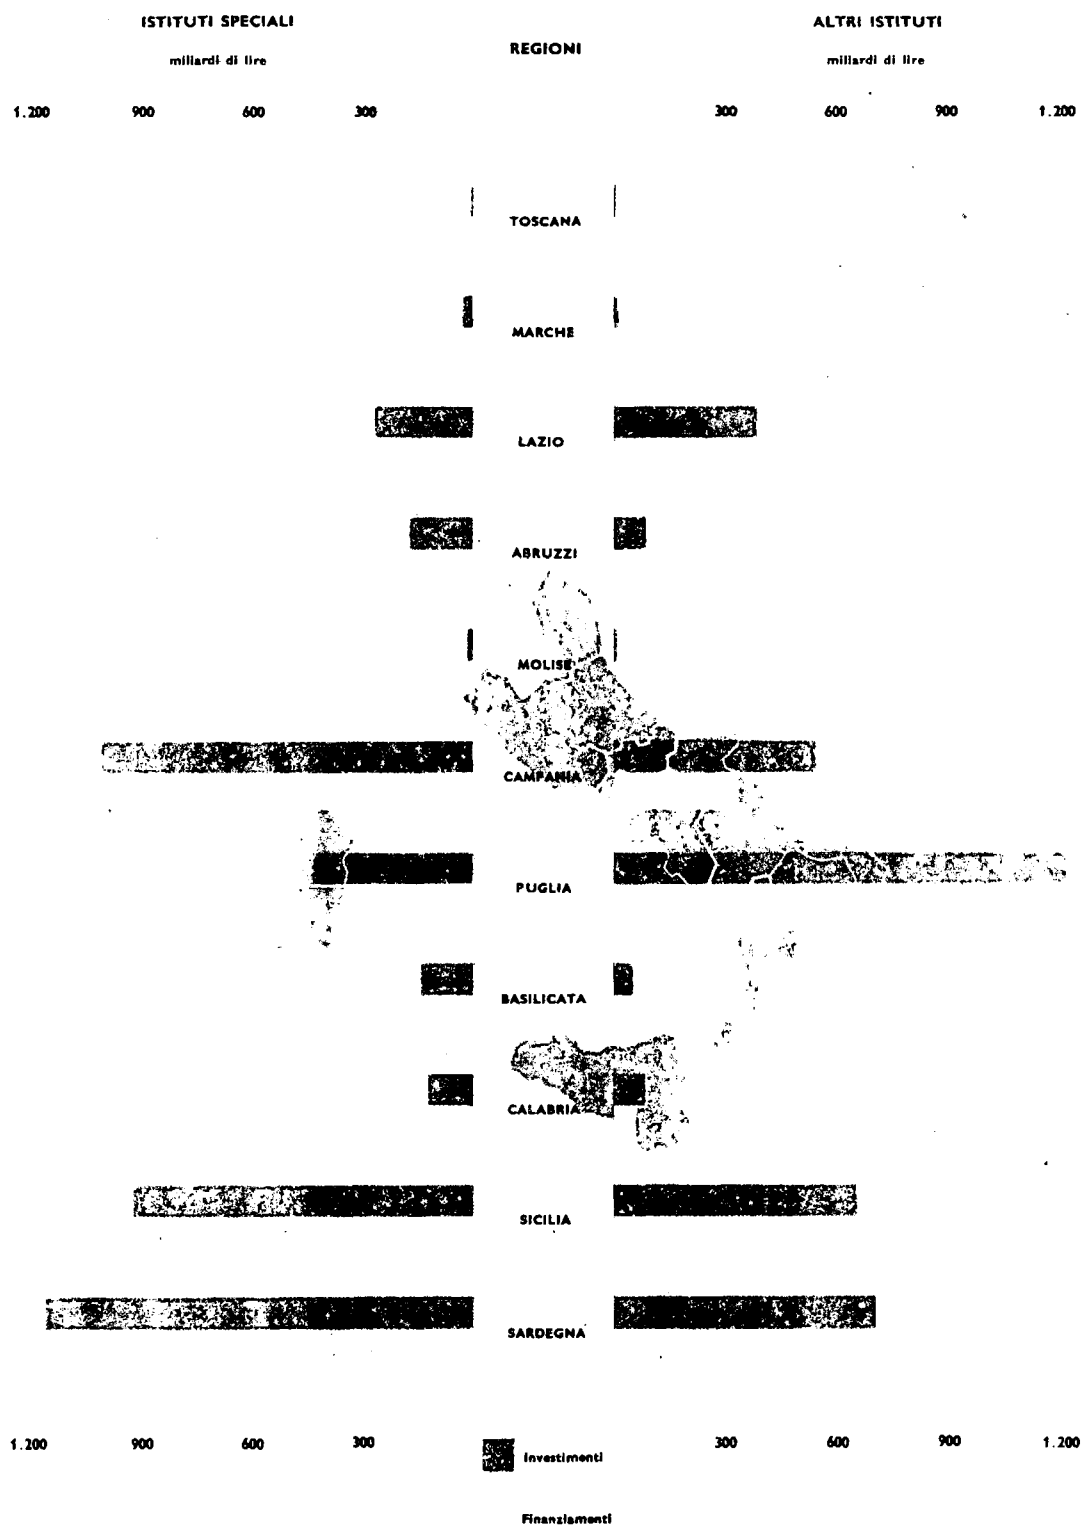 ISTITUTI SPECIALI
ALTRI ISTITUTI
REGIONI
miliardi di lire
miliardi di lire
1.200 900 600 300 300 600 900 1.200
TOSCANA
MARCHE
LAZIO
ABRUZZI
MOLISE
CAMPANIA
PUGLIA
BASILICATA
CALABRIA
SICILIA
SARDEGNA
1.200 900 600 300 300 600 900 1.200
Investimenti
Finanziamenti